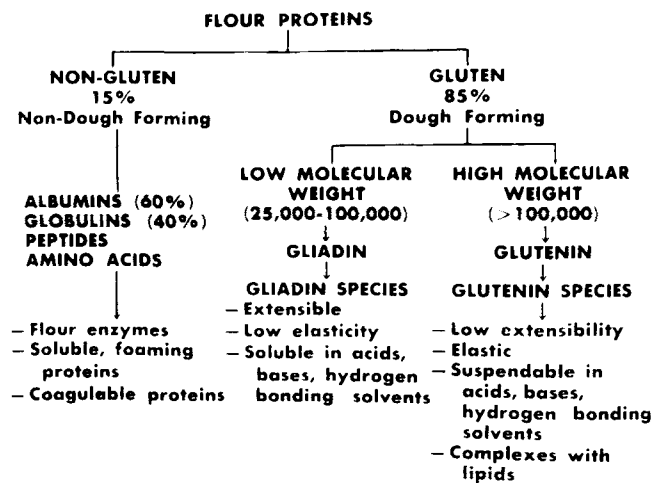 FLOUR PROTEINS
NON-GLUTEN
15%
Non-Dough Forming
ALBUMINS (60%)
GLOBULINS (40%)
PEPTIDES
AMINO ACIDS
– Flour enzymes
– Soluble, foaming
proteins
– Coagulable proteins
GLUTEN
85%
Dough Forming
LOW MOLECULAR
WEIGHT
(25,000-100,000)
GLIADIN
GLIADIN SPECIES
– Extensible
– Low elasticity
– Soluble in acids,
bases, hydrogen
bonding solvents
HIGH MOLECULAR
WEIGHT
(>100,000)
GLUTENIN
GLUTENIN SPECIES
– Low extensibility
– Elastic
– Suspendable in
acids, bases,
hydrogen bonding
solvents
– Complexes with
lipids